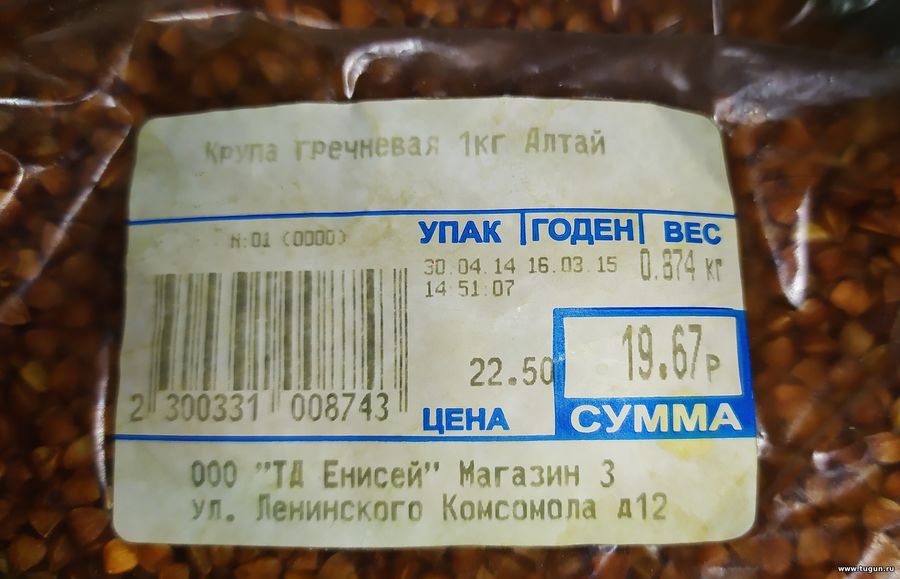 Крупа гречневая 1кг Алтай
N:01 (0000)
УПАК ГОДЕН ВЕС
30.04.14 16.03.15 0.874 кг
14:51:07
22.50 19.67р
2 300331 008743
ЦЕНА СУММА
ООО "ТД Енисей" Магазин 3
ул. Ленинского Комсомола д12
www.tugun.ru